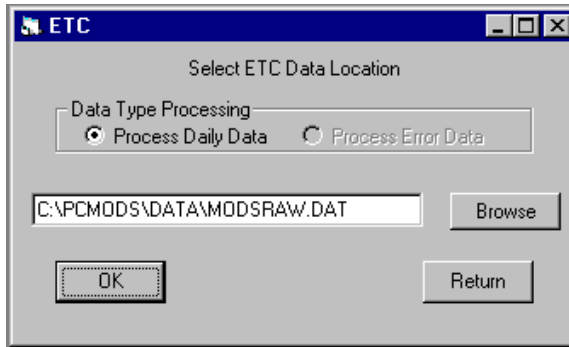 ETC
Select ETC Data Location
Data Type Processing
Process Daily Data Process Error Data
C:\PCMODS\DATA\MODSRAW.DAT Browse
OK Return